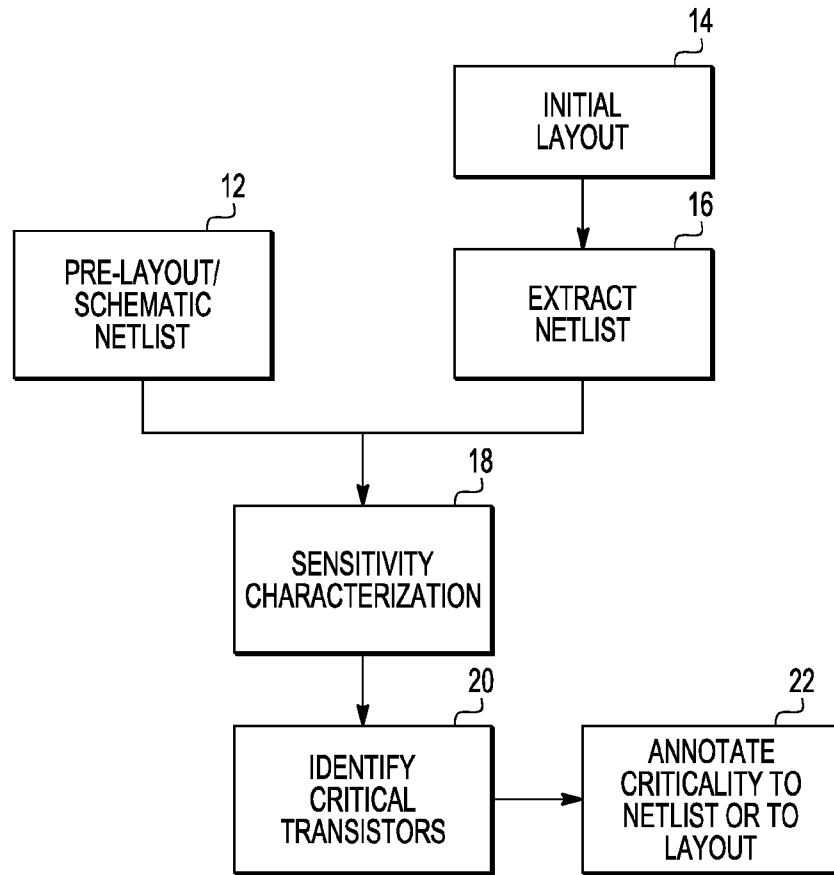 14
INITIAL
LAYOUT
12
PRE-LAYOUT/
SCHEMATIC
NETLIST
16
EXTRACT
NETLIST
18
SENSITIVITY
CHARACTERIZATION
20
IDENTIFY
CRITICAL
TRANSISTORS
22
ANNOTATE
CRITICALITY TO
NETLIST OR TO
LAYOUT